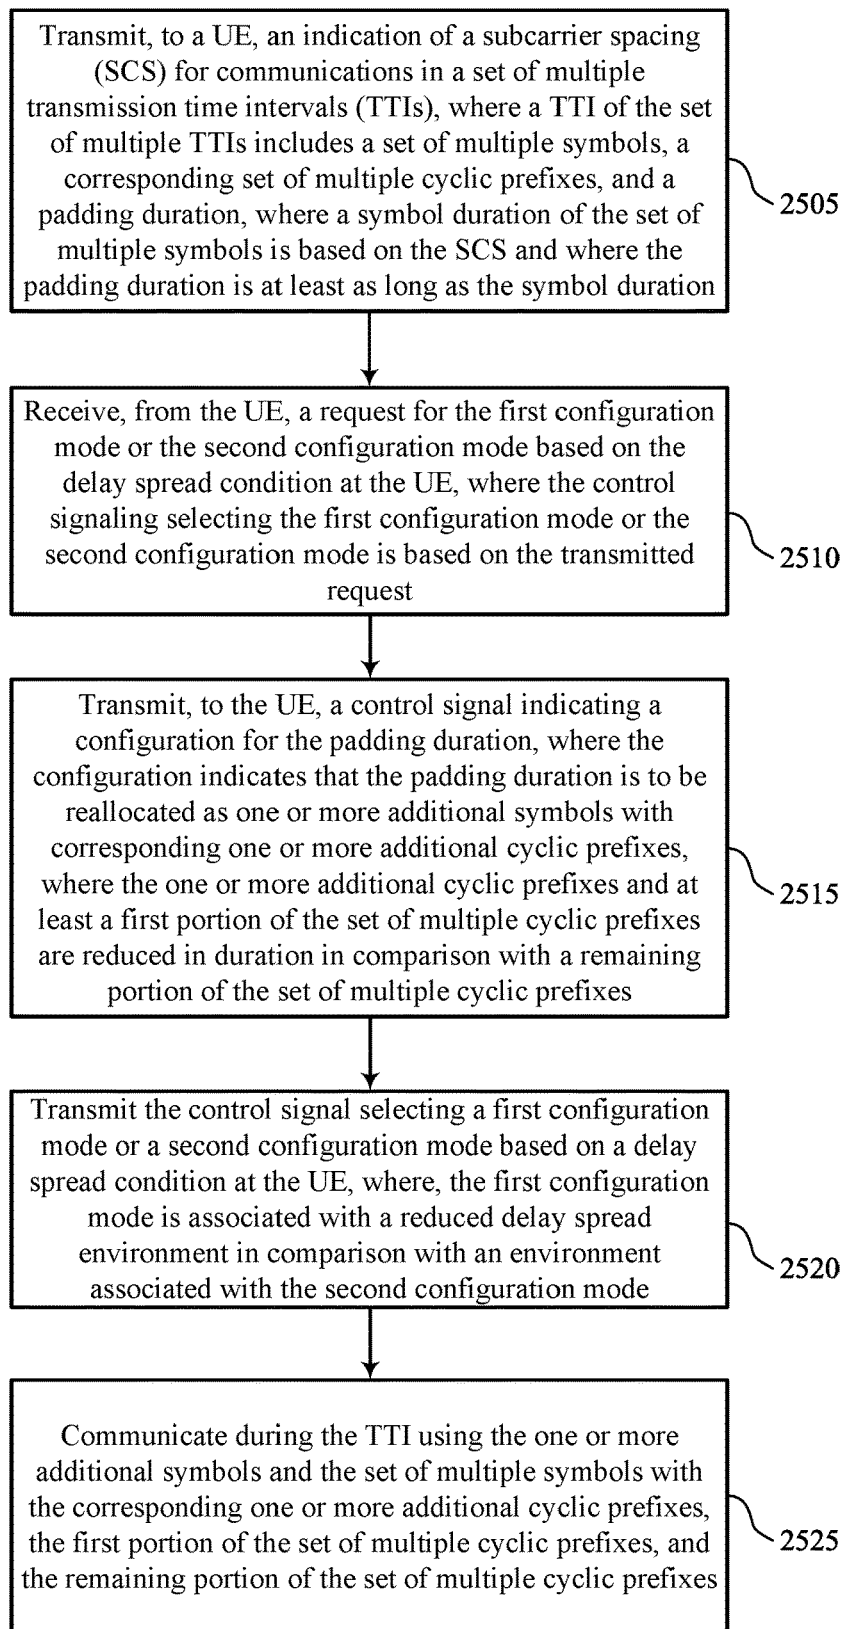 Transmit, to a UE, an indication of a subcarrier spacing
(SCS) for communications in a set of multiple
transmission time intervals (TTIs), where a TTI of the set
of multiple TTIs includes a set of multiple symbols, a
corresponding set of multiple cyclic prefixes, and a
padding duration, where a symbol duration of the set of
multiple symbols is based on the SCS and where the
padding duration is at least as long as the symbol duration
2505
Receive, from the UE, a request for the first configuration
mode or the second configuration mode based on the
delay spread condition at the UE, where the control
signaling selecting the first configuration mode or the
second configuration mode is based on the transmitted
request
2510
Transmit, to the UE, a control signal indicating a
configuration for the padding duration, where the
configuration indicates that the padding duration is to be
reallocated as one or more additional symbols with
corresponding one or more additional cyclic prefixes,
where the one or more additional cyclic prefixes and at
least a first portion of the set of multiple cyclic prefixes
are reduced in duration in comparison with a remaining
portion of the set of multiple cyclic prefixes
2515
Transmit the control signal selecting a first configuration
mode or a second configuration mode based on a delay
spread condition at the UE, where, the first configuration
mode is associated with a reduced delay spread
environment in comparison with an environment
associated with the second configuration mode
2520
Communicate during the TTI using the one or more
additional symbols and the set of multiple symbols with
the corresponding one or more additional cyclic prefixes,
the first portion of the set of multiple cyclic prefixes, and
the remaining portion of the set of multiple cyclic prefixes
2525